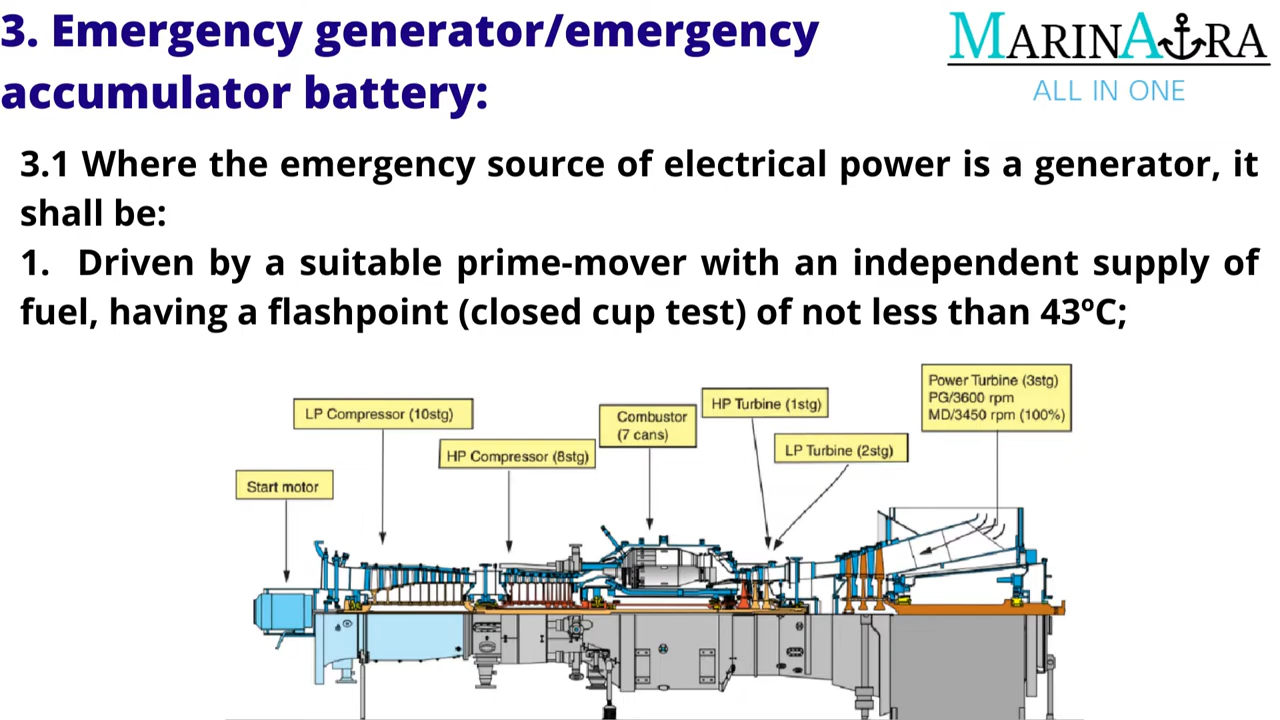 3. Emergency generator/emergency
accumulator battery:
MARINA RA
ALL IN ONE
3.1 Where the emergency source of electrical power is a generator, it
shall be:
1. Driven by a suitable prime-mover with an independent supply of
fuel, having a flashpoint (closed cup test) of not less than 43ºC;
Power Turbine (3stg)
PG/3600 rpm
MD/3450 rpm (100%)
HP Turbine (1stg)
LP Compressor (10stg)
Combustor
(7 cans)
LP Turbine (2stg)
HP Compressor (8stg)
Start motor